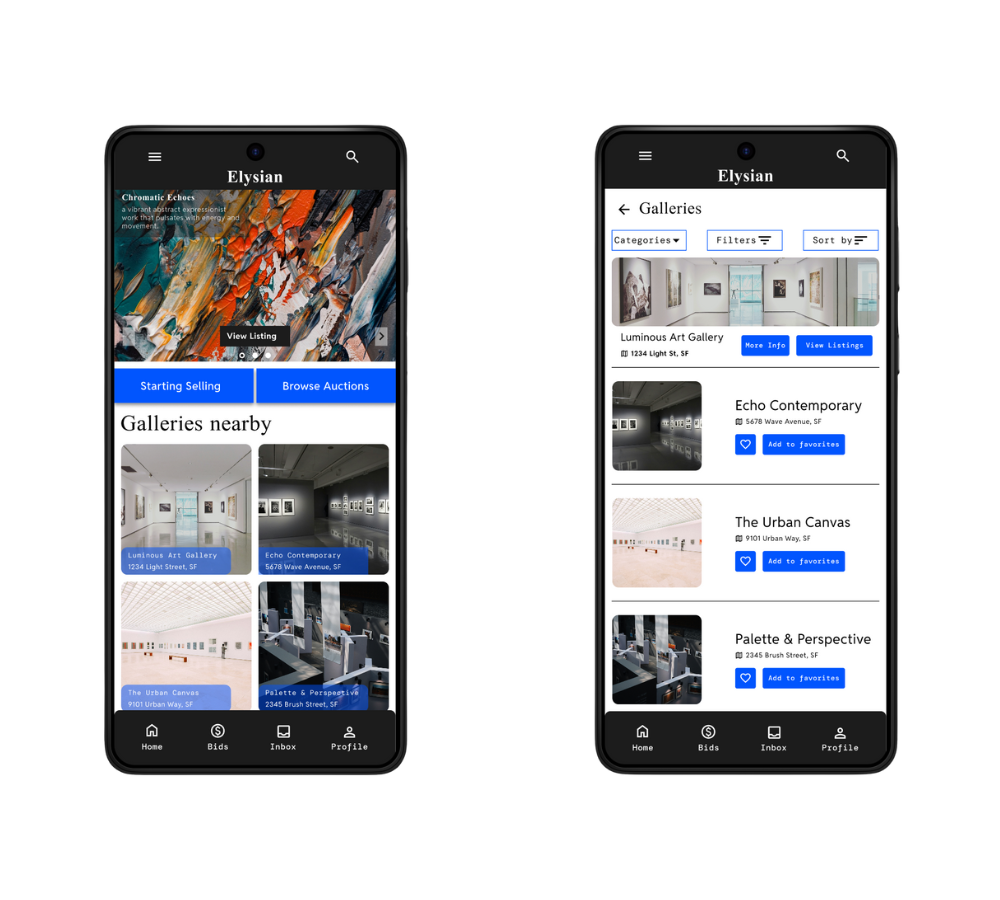 Elysian
Chromatic Echoes
a vibrant abstract expressionist
work that pulsates with energy and
movement.
View Listing
Starting Selling
Browse Auctions
Galleries nearby
Luminous Art Gallery
1234 Light Street, SF
Echo Contemporary
5678 Wave Avenue, SF
The Urban Canvas
9101 Urban Way, SF
Palette & Perspective
2345 Brush Street, SF
Home
Bids
Inbox
Profile
Elysian
Galleries
Categories
Filters
Sort by
Luminous Art Gallery
1234 Light St, SF
More Info
View Listings
Echo Contemporary
5678 Wave Avenue, SF
Add to favorites
The Urban Canvas
9101 Urban Way, SF
Add to favorites
Palette & Perspective
2345 Brush Street, SF
Add to favorites
Home
Bids
Inbox
Profile